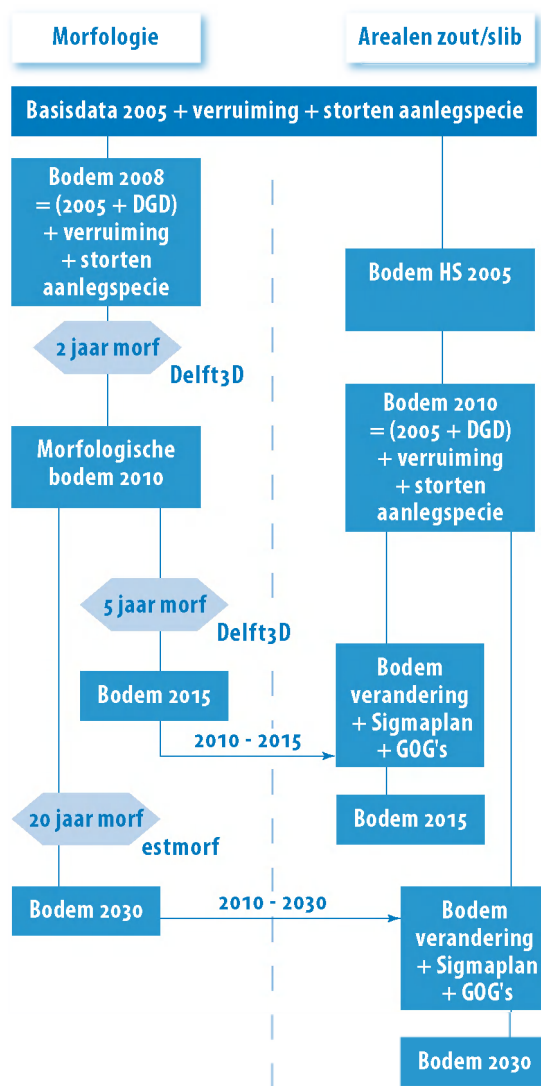 Morfologie
Arealen zout/slib
Basisdata 2005 + verruiming + storten aanlegspecie
Bodem 2008
= (2005 + DGD)
+ verruiming
+ storten
aanlegspecie
Bodem HS 2005
2 jaar morf
Delft3D
Bodem 2010
= (2005 + DGD)
+ verruiming
+ storten
aanlegspecie
Morfologische
bodem 2010
5 jaar morf
Delft3D
Bodem 2015
2010 - 2015
Bodem
verandering
+ Sigmaplan
+ GOG's
Bodem 2015
20 jaar morf
estmorf
Bodem 2030
2010 - 2030
Bodem
verandering
+ Sigmaplan
+ GOG's
Bodem 2030